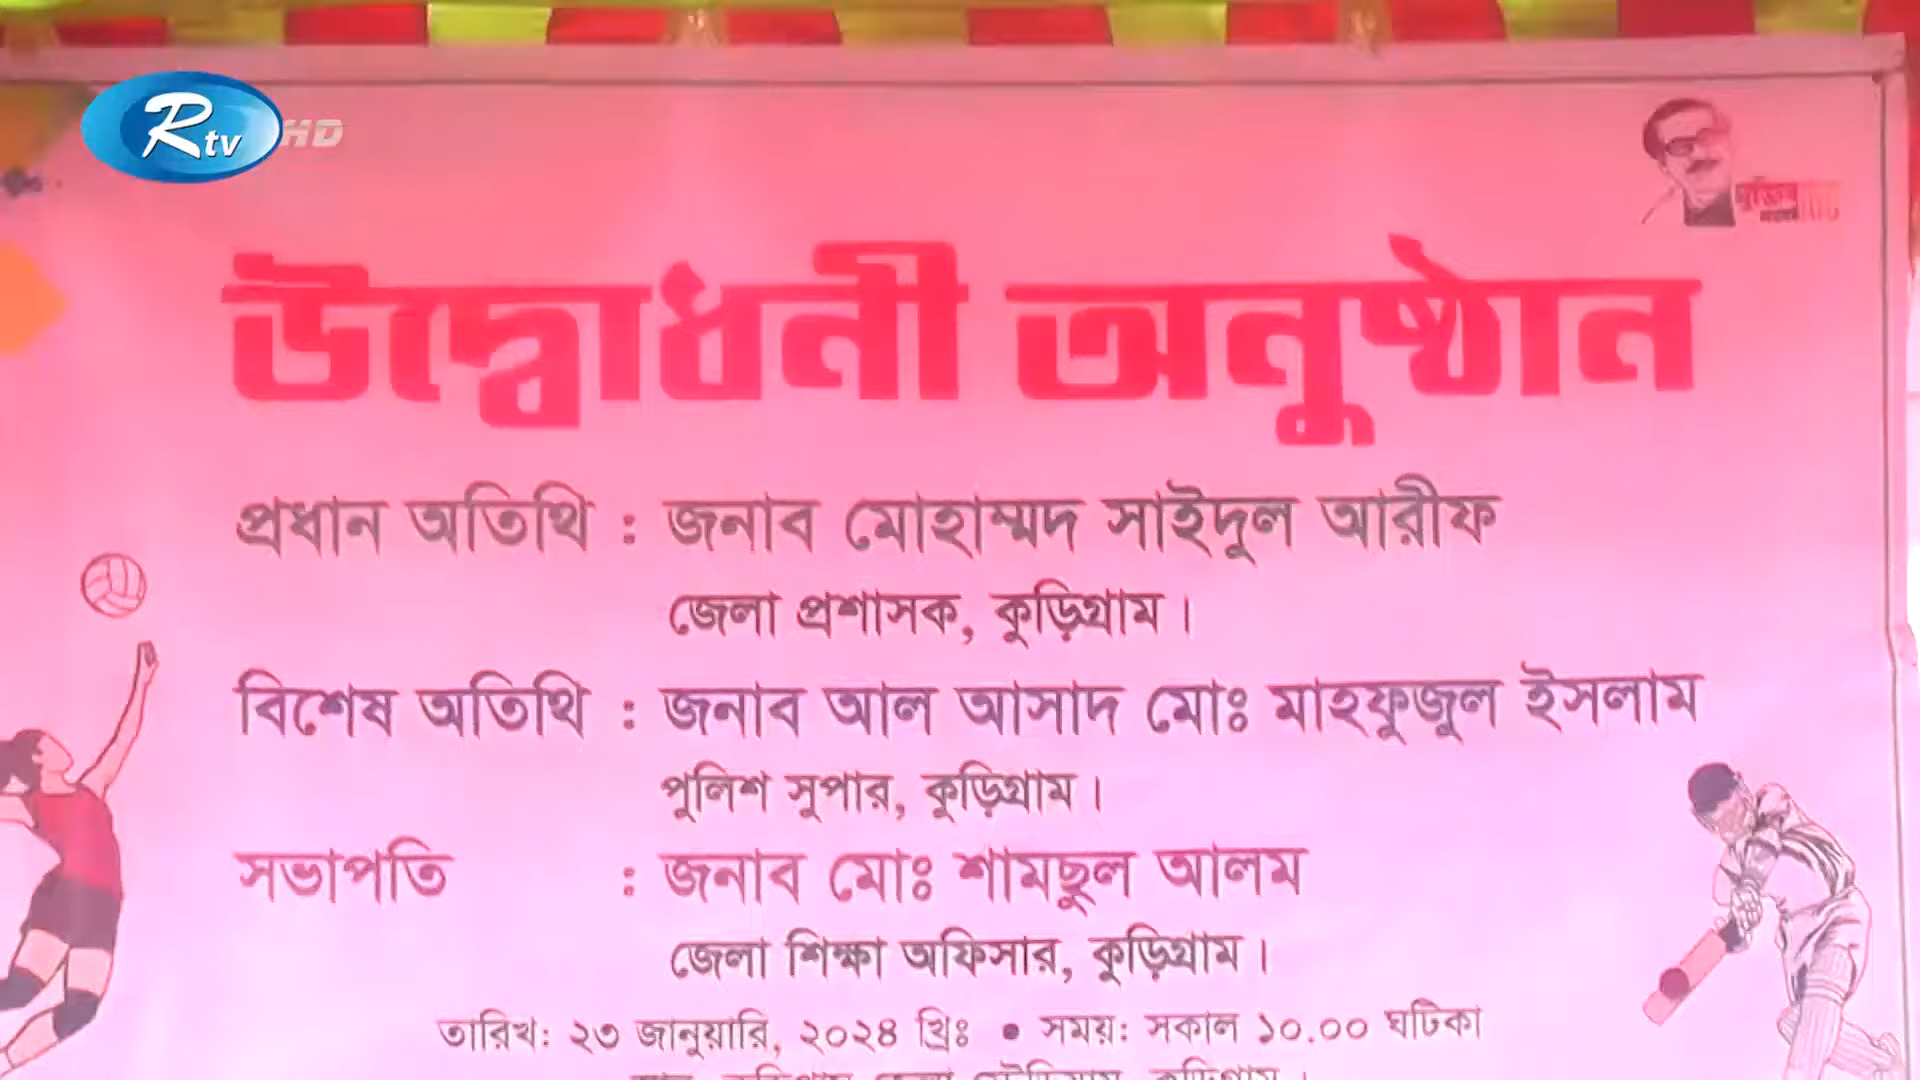 Rtv HD
মুজিব
100
উদ্বোধনী অনুষ্ঠান
প্রধান অতিথি : জনাব মোহাম্মদ সাইদুল আরীফ
জেলা প্রশাসক, কুড়িগ্রাম।
বিশেষ অতিথি : জনাব আল আসাদ মোঃ মাহফুজুল ইসলাম
পুলিশ সুপার, কুড়িগ্রাম।
সভাপতি : জনাব মোঃ শামছুল আলম
জেলা শিক্ষা অফিসার, কুড়িগ্রাম।
তারিখ: ২৩ জানুয়ারি, ২০২৪ খ্রিঃ • সময়: সকাল ১০.০০ ঘটিকা